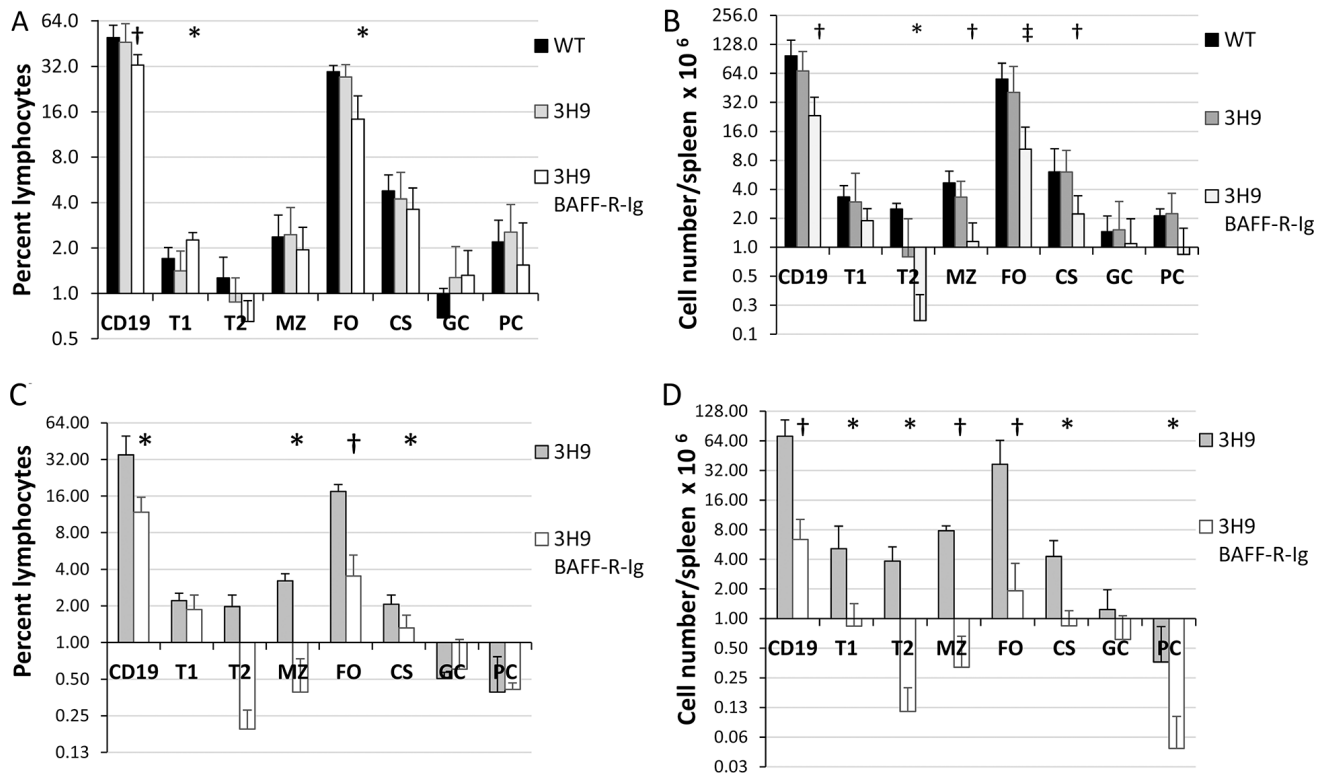 A
Percent lymphocytes
64.0
32.0
16.0
8.0
4.0
2.0
1.0
0.5
† * *
CD19 T1 T2 MZ FO CS GC PC
WT
3H9
3H9
BAFF-R-Ig
B
Cell number/spleen x 10 6
256.0
128.0
64.0
32.0
16.0
8.0
4.0
2.0
1.0
0.5
0.3
0.1
† * † ‡ †
CD19 T1 T2 MZ FO CS GC PC
WT
3H9
3H9
BAFF-R-Ig
C
Percent lymphocytes
64.00
32.00
16.00
8.00
4.00
2.00
1.00
0.50
0.25
0.13
* * † *
CD19 T1 T2 MZ FO CS GC PC
3H9
3H9
BAFF-R-Ig
D
Cell number/spleen x 10 6
128.00
64.00
32.00
16.00
8.00
4.00
2.00
1.00
0.50
0.25
0.13
0.06
0.03
† * * † † * *
CD19 T1 T2 MZ FO CS GC PC
3H9
3H9
BAFF-R-Ig